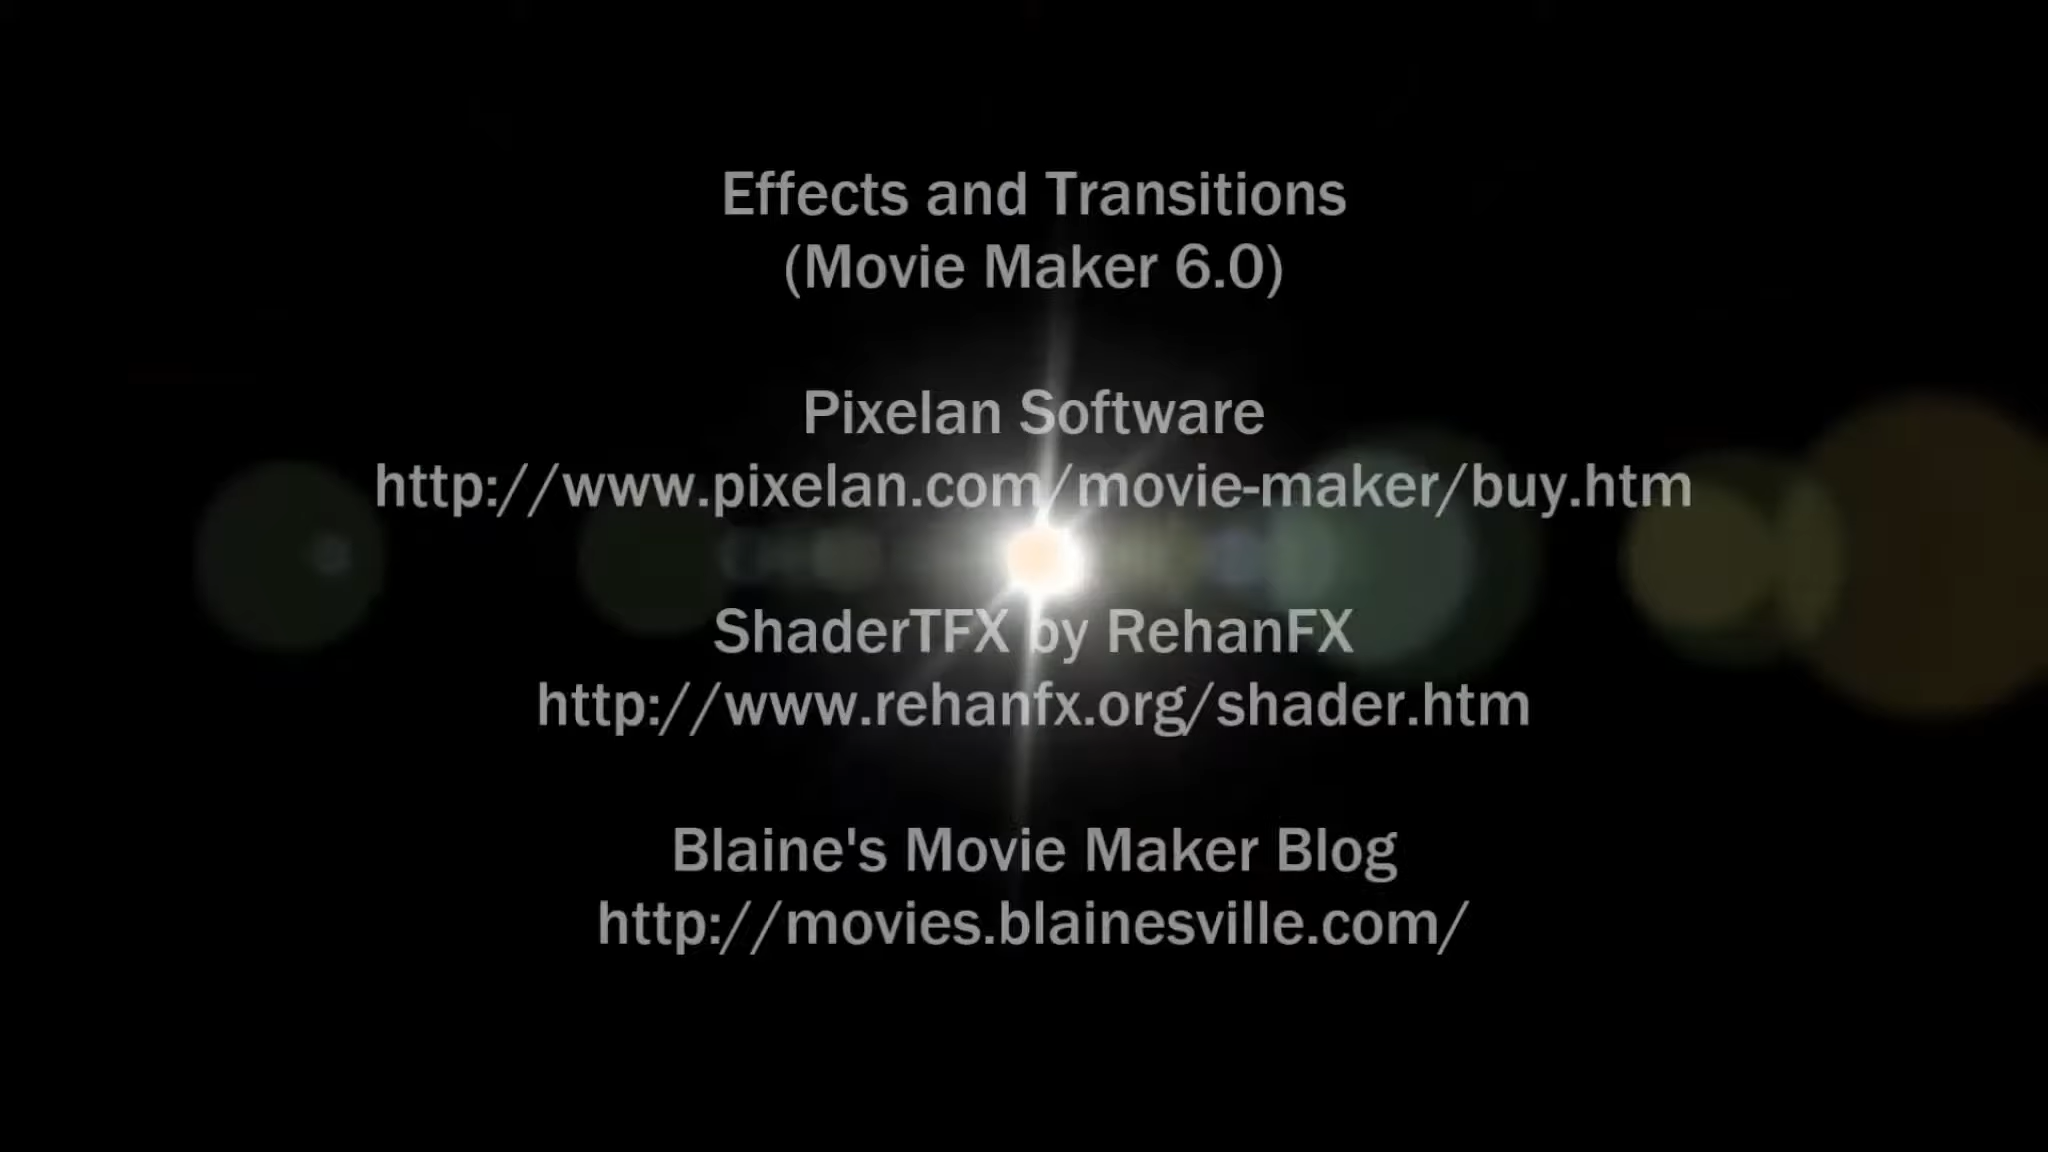 Effects and Transitions
(Movie Maker 6.0)
Pixelan Software
http://www.pixelan.com/movie-maker/buy.htm
ShaderTFX by RehanFX
http://www.rehanfx.org/shader.htm
Blaine's Movie Maker Blog
http://movies.blainesville.com/